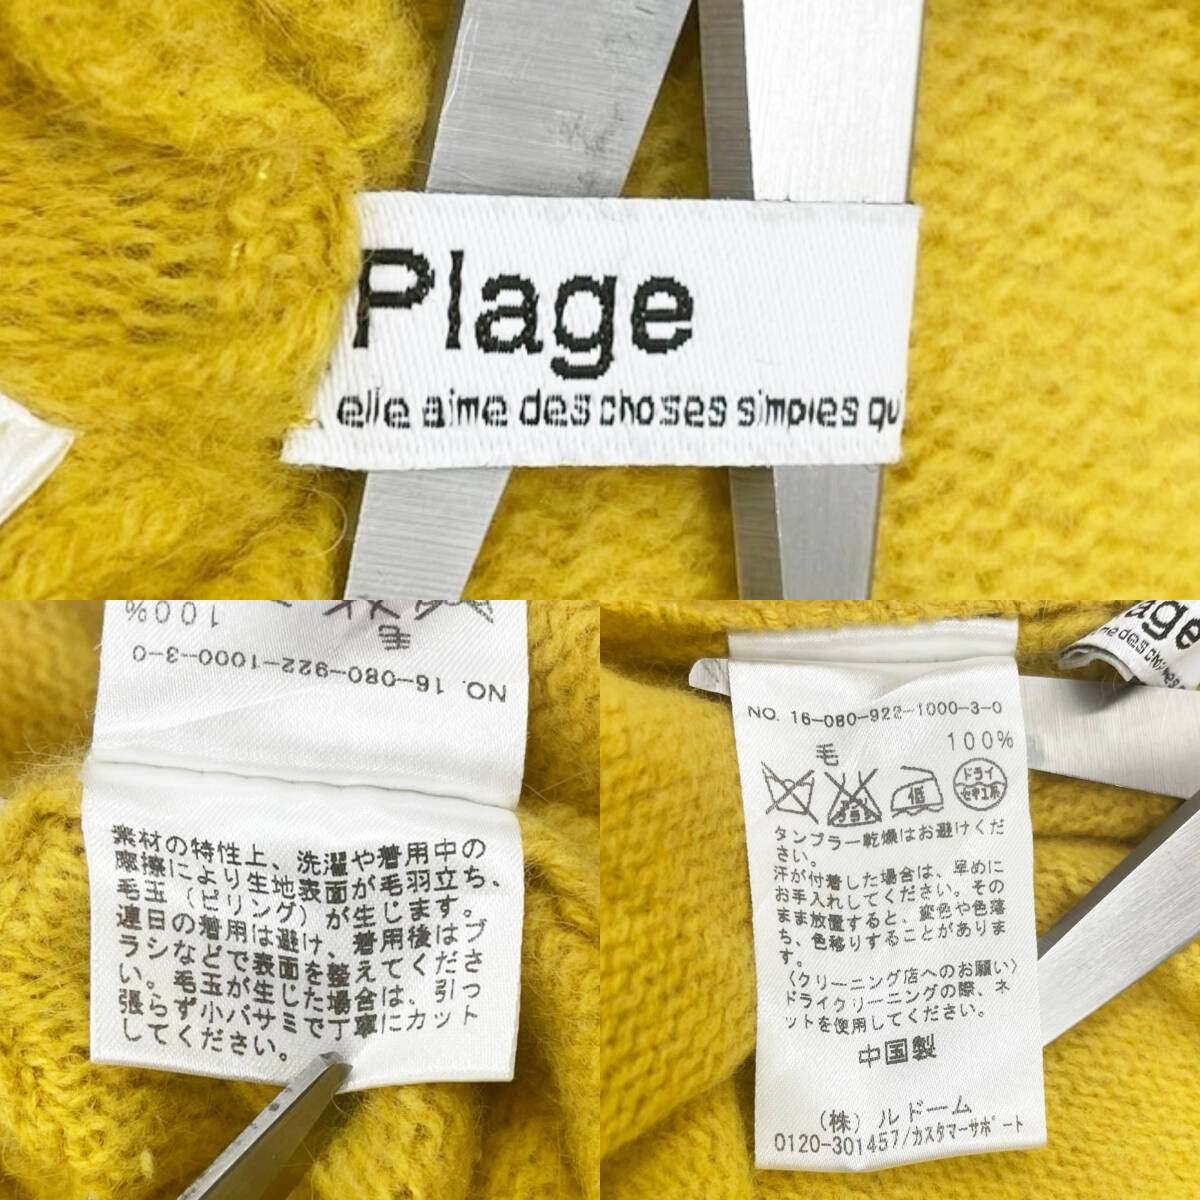 Plage
elle aime des choses simples qu
100%
毛
NO. 16-080-922-1000-3-0
素材の特性上、洗濯や着用中の
摩擦により生地表面が毛羽立ち、
毛玉(ピリング)が生じます。
連日の着用は避け、着用後はブ
ラシなどで表面を整えてくださ
い。毛玉が生じた場合は、引っ
張らず小バサミで丁寧にカット
してください。
age
me des cho
NO. 16-080-922-1000-3-0
毛 100%
低
ドライ
セキユ系
タンブラー乾燥はお避けくだ
さい。
汗が付着した場合は、早めに
お手入れしてください。その
まま放置すると、変色や色落
ち、色移りすることがありま
す。
〈クリーニング店へのお願い〉
ドライクリーニングの際、ネ
ットを使用してください。
中国製
(株)ルドーム
0120-301457/カスタマーサポート